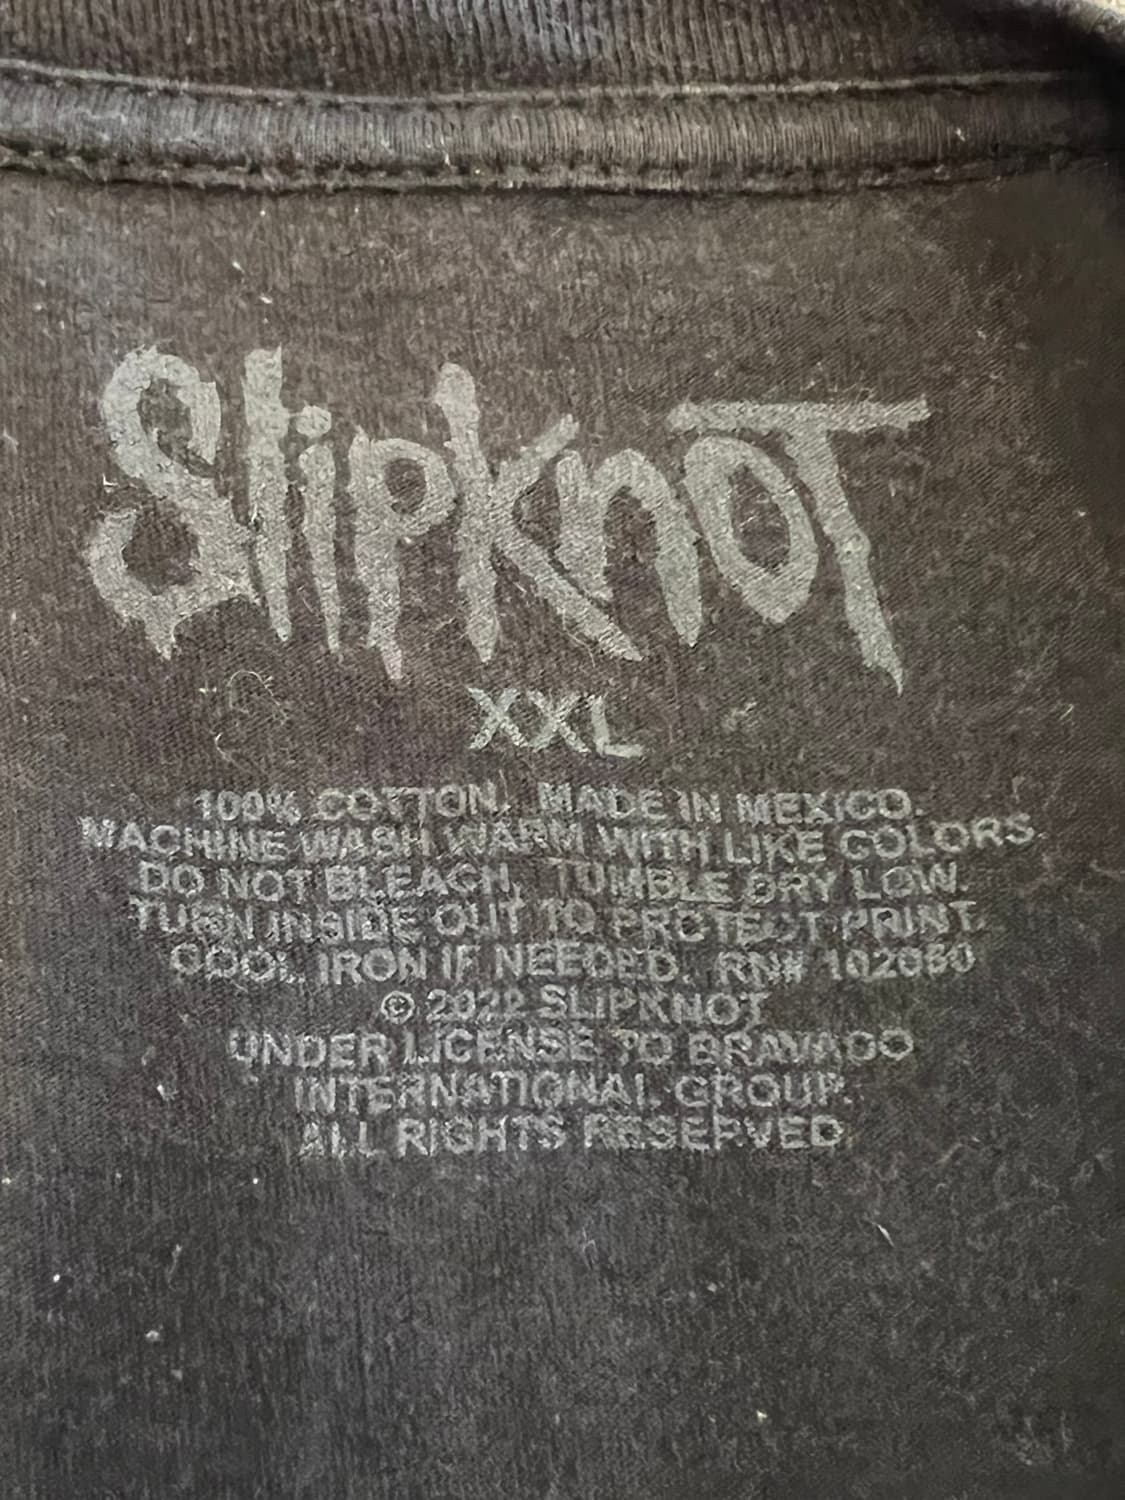 Slipknot
XXL
100% COTTON. MADE IN MEXICO.
MACHINE WASH WARM WITH LIKE COLORS.
DO NOT BLEACH. TUMBLE DRY LOW.
TURN INSIDE OUT TO PROTECT PRINT.
COOL IRON IF NEEDED. RN#
© 2022 SLIPKNOT
UNDER LICENSE TO BRAVADO
INTERNATIONAL GROUP.
ALL RIGHTS RESERVED.